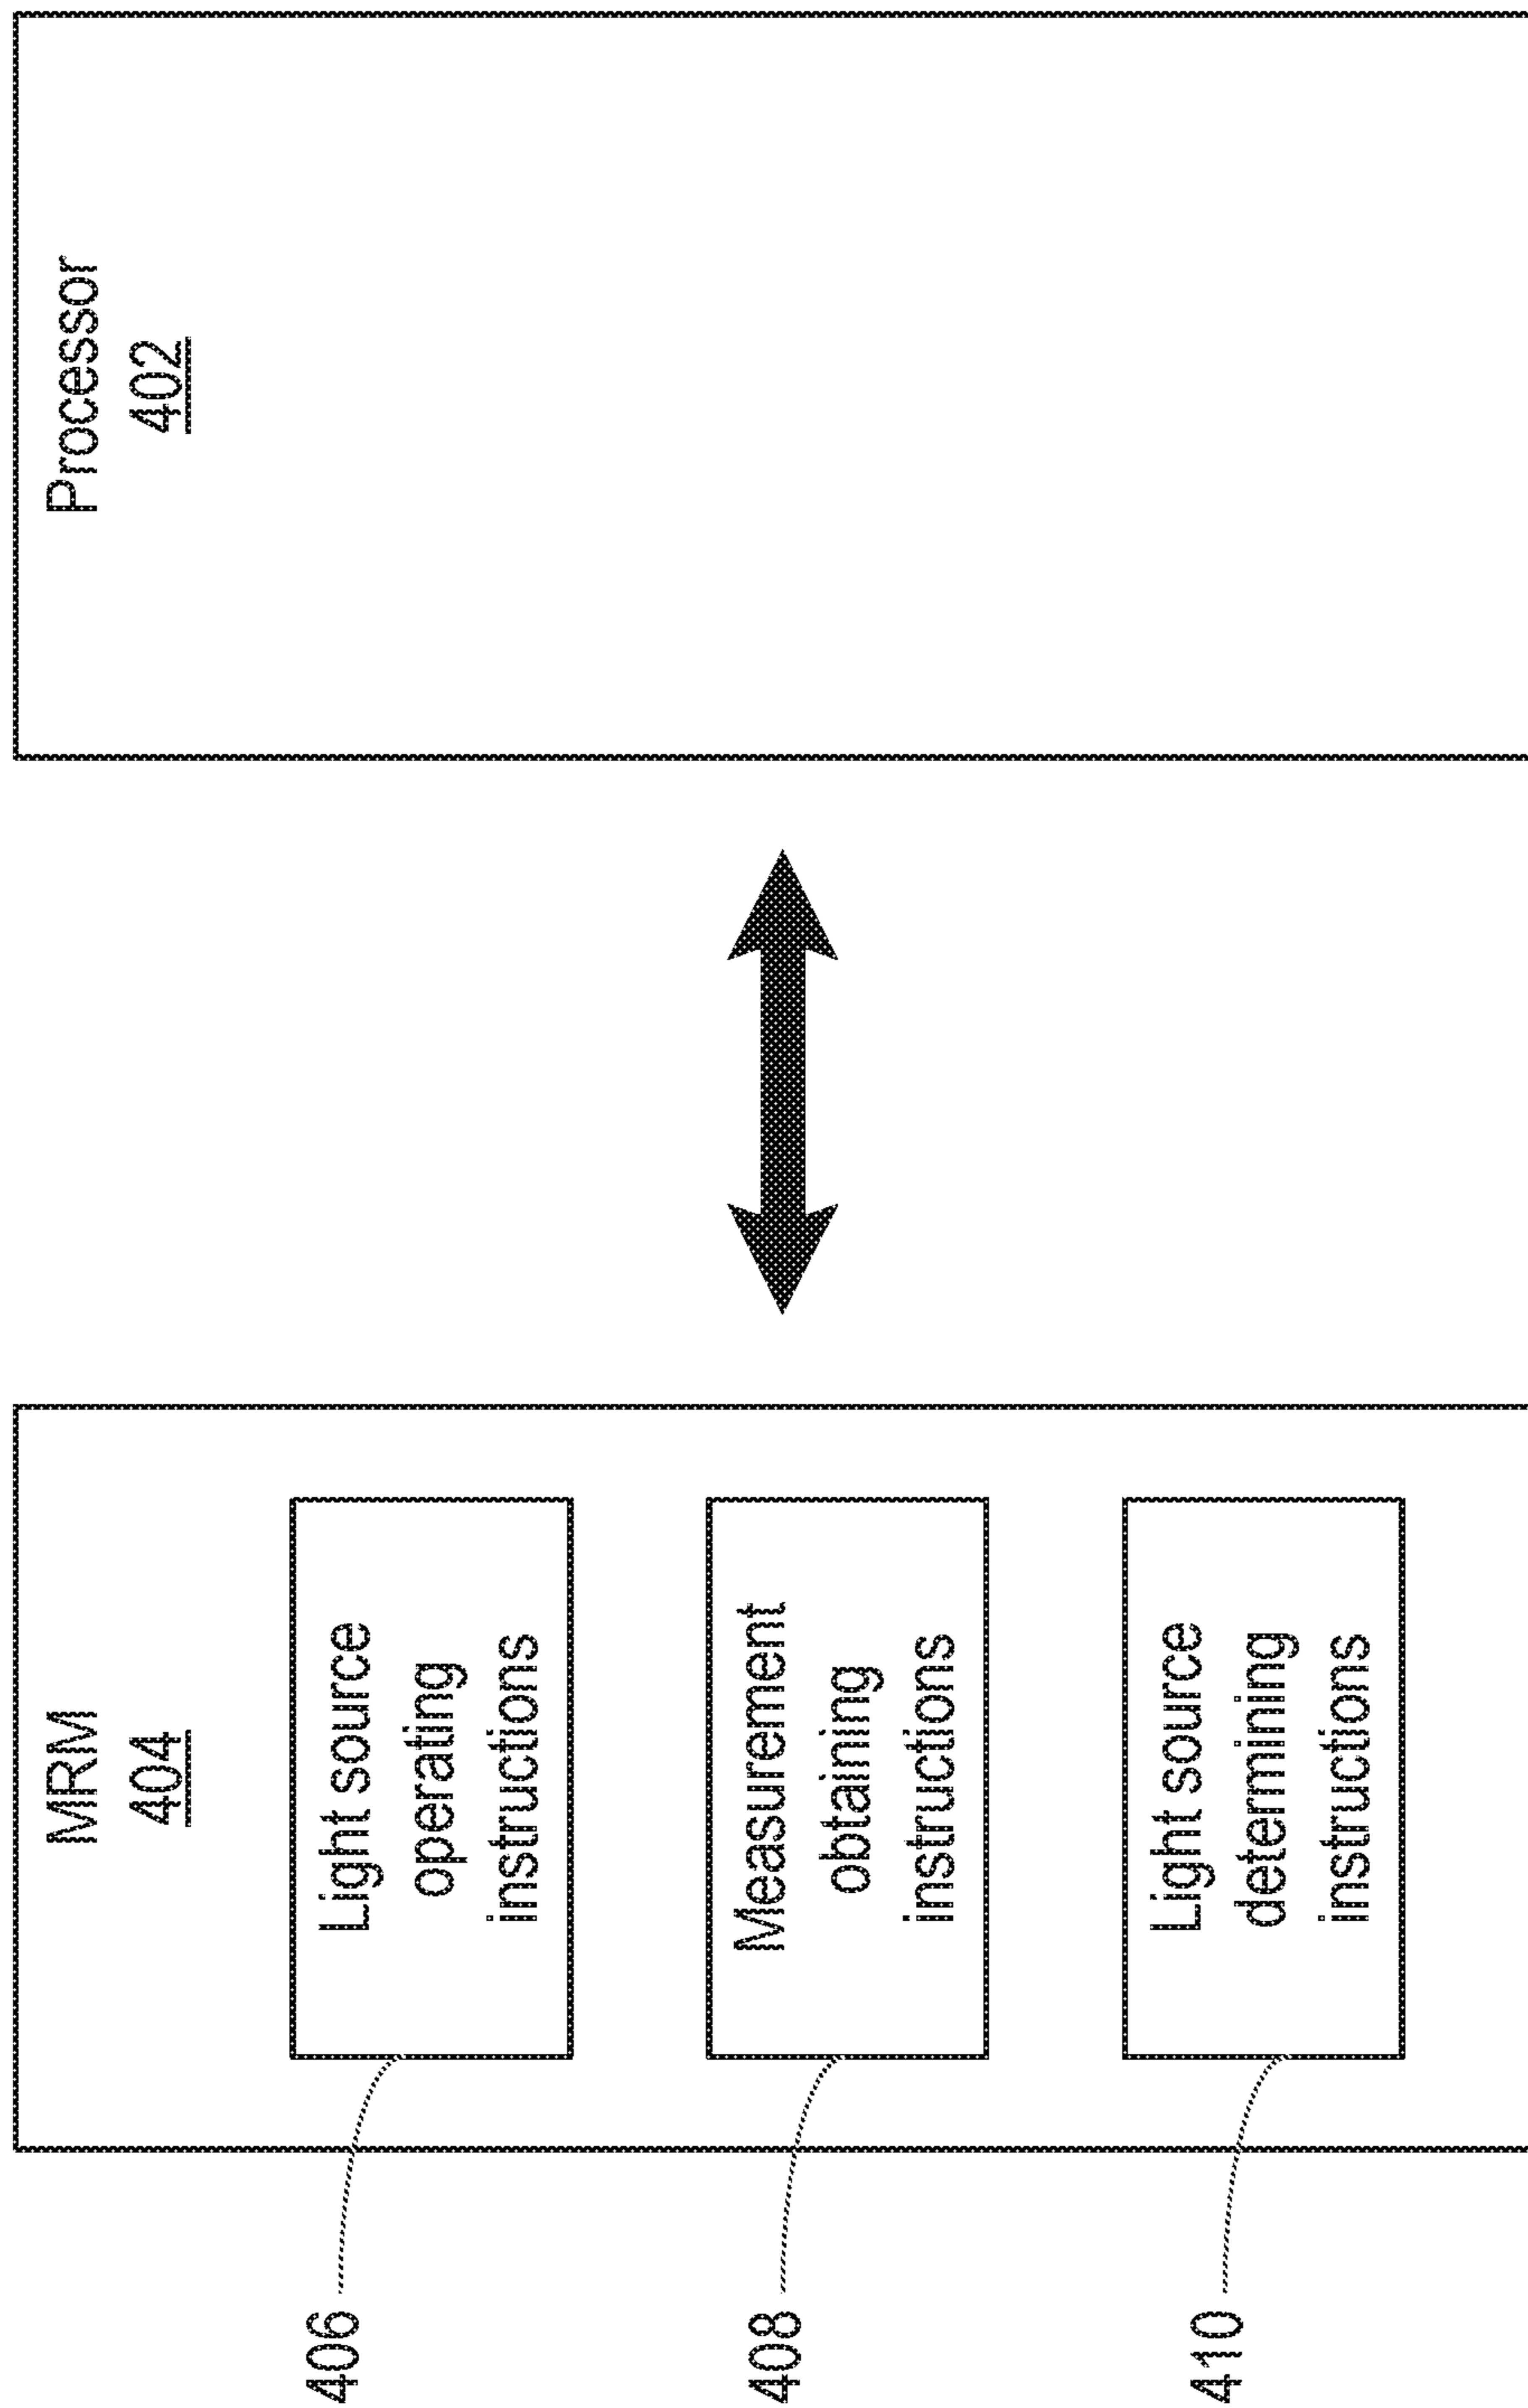 MRM
404
406
Light source
operating
instructions
408
Measurement
obtaining
instructions
410
Light source
determining
instructions
Processor
402